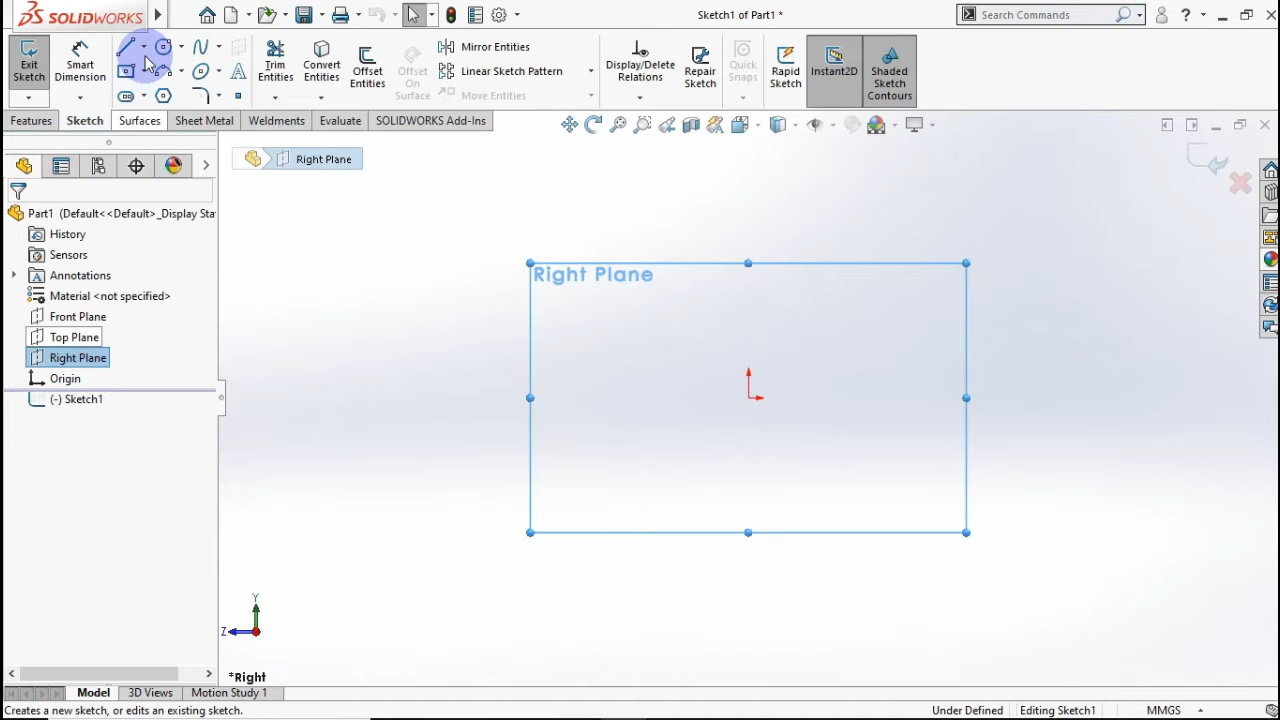 SOLIDWORKS
Sketch1 of Part1 *
Search Commands
Exit Sketch
Smart Dimension
Trim Entities
Convert Entities
Offset Entities
Offset On Surface
Mirror Entities
Linear Sketch Pattern
Move Entities
Display/Delete Relations
Repair Sketch
Quick Snaps
Rapid Sketch
Instant2D
Shaded Sketch Contours
Features
Sketch
Surfaces
Sheet Metal
Weldments
Evaluate
SOLIDWORKS Add-Ins
Right Plane
Part1 (Default<<Default>_Display Sta
History
Sensors
Annotations
Material <not specified>
Front Plane
Top Plane
Right Plane
Origin
(-) Sketch1
Right Plane
Y
Z
*Right
Model
3D Views
Motion Study 1
Creates a new sketch, or edits an existing sketch.
Under Defined
Editing Sketch1
MMGS